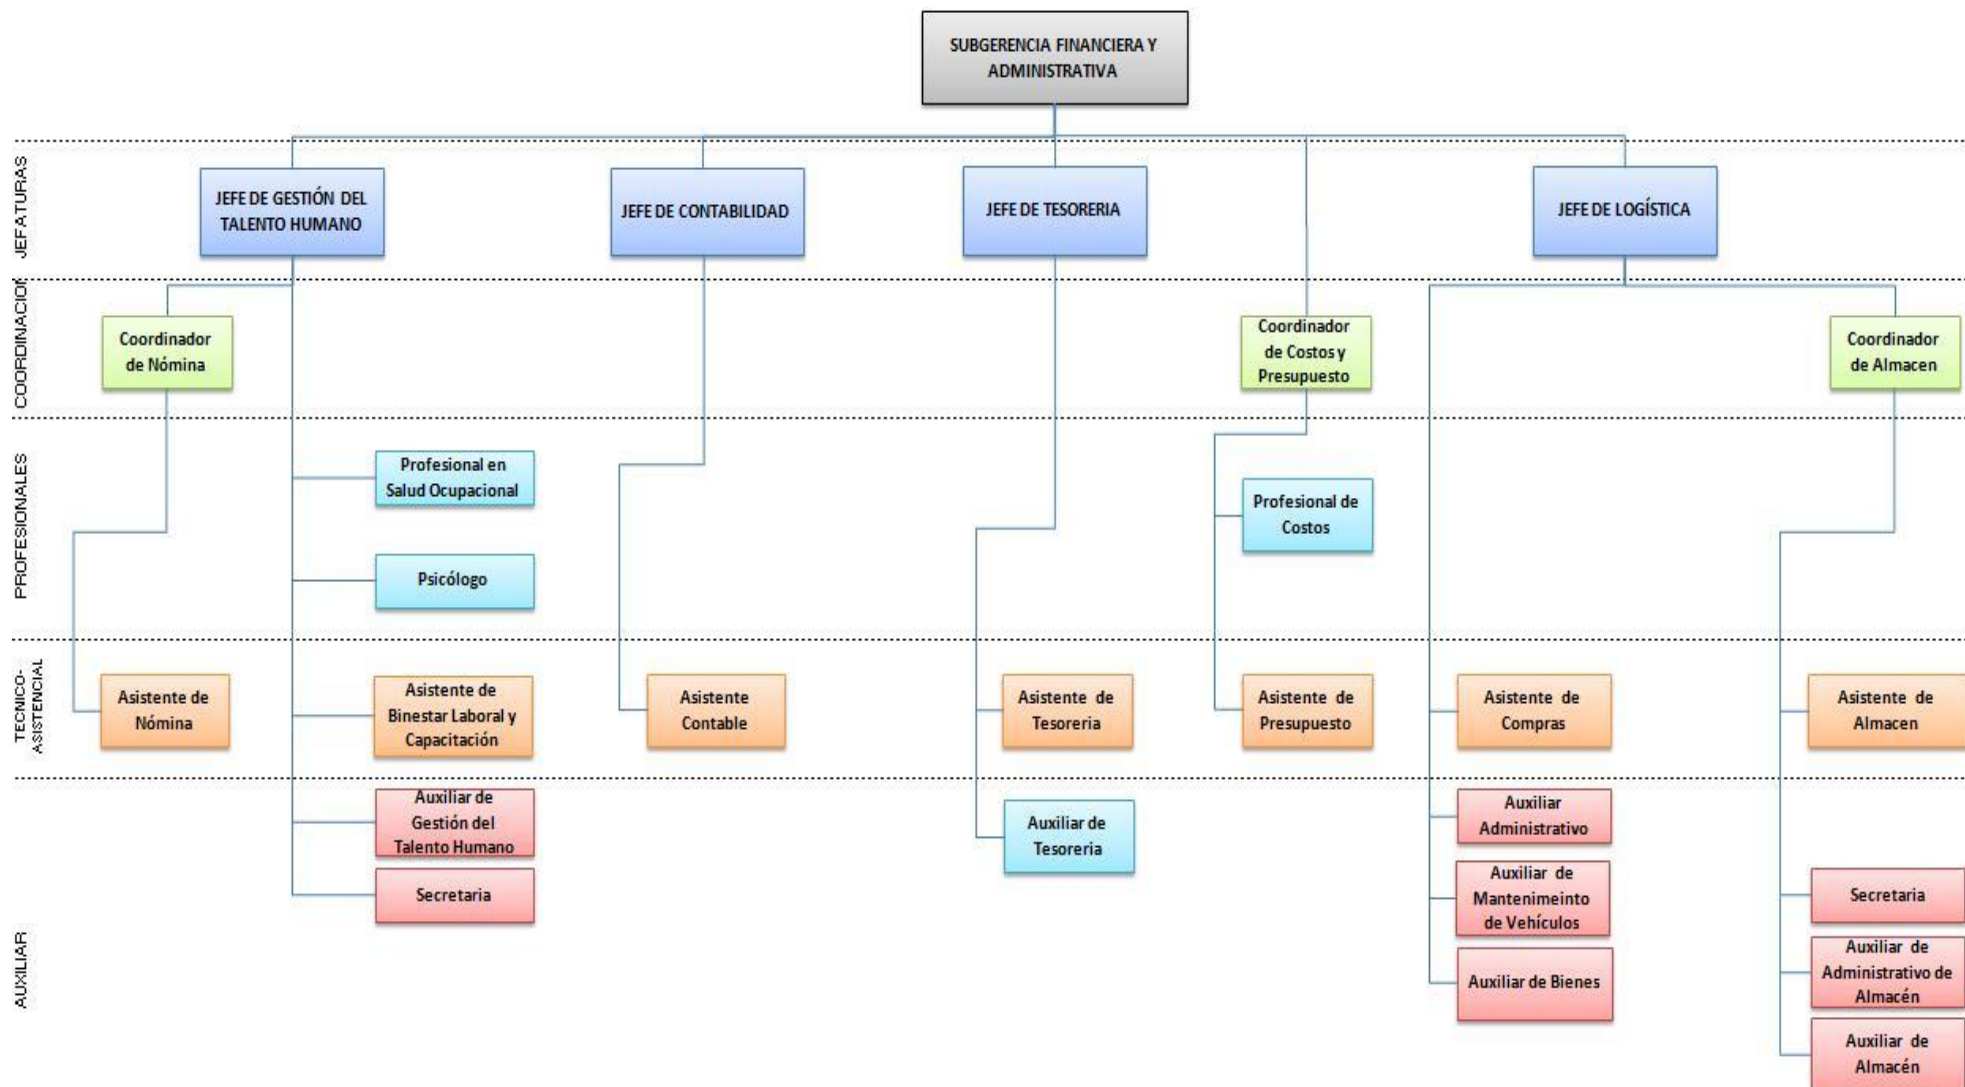 SUBGERENCIA FINANCIERA Y
ADMINISTRATIVA
JEFATURAS
JEFE DE GESTIÓN DEL
TALENTO HUMANO
JEFE DE CONTABILIDAD
JEFE DE TESORERIA
JEFE DE LOGÍSTICA
COORDINACION
Coordinador
de Nómina
Coordinador
de Costos y
Presupuesto
Coordinador
de Almacen
PROFESIONALES
Profesional en
Salud Ocupacional
Psicólogo
Profesional de
Costos
TECNICO-
ASISTENCIAL
Asistente de
Nómina
Asistente de
Binestar Laboral y
Capacitación
Asistente
Contable
Asistente de
Tesoreria
Asistente de
Presupuesto
Asistente de
Compras
Asistente de
Almacen
AUXILIAR
Auxiliar de
Gestión del
Talento Humano
Secretaria
Auxiliar de
Tesoreria
Auxiliar
Administrativo
Auxiliar de
Mantenimeinto
de Vehículos
Auxiliar de Bienes
Secretaria
Auxiliar de
Administrativo de
Almacén
Auxiliar de
Almacén